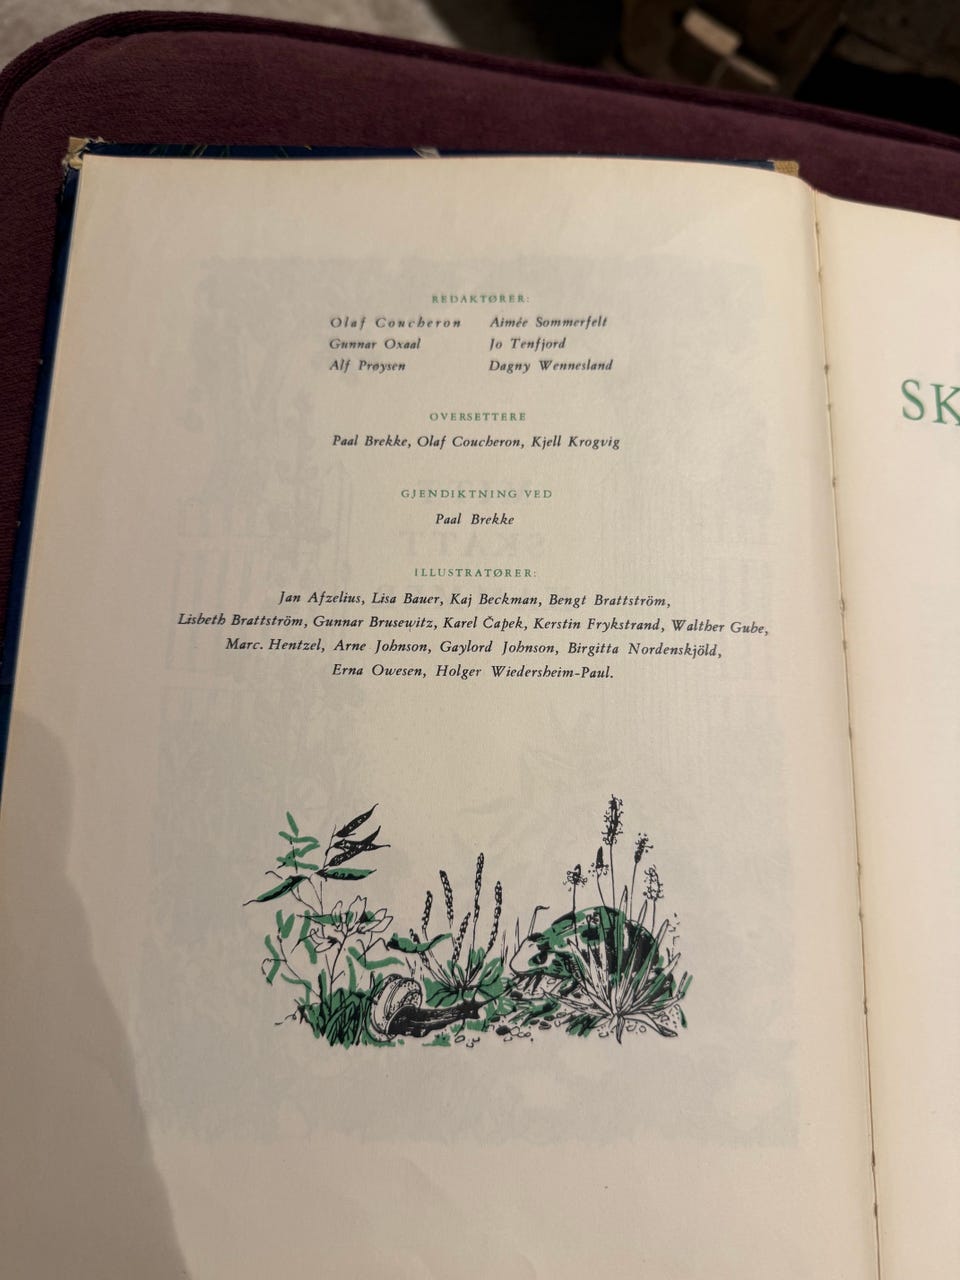 REDAKTØRER:
Olaf Coucheron Aimée Sommerfelt
Gunnar Oxaal Jo Tenfjord
Alf Prøysen Dagny Wennesland
OVERSETTERE
Paal Brekke, Olaf Coucheron, Kjell Krogvig
GJENDIKTNING VED
Paal Brekke
SKATT
ILLUSTRATØRER:
Jan Afzelius, Lisa Bauer, Kaj Beckman, Bengt Brattström,
Lisbeth Brattström, Gunnar Brusewitz, Karel Čapek, Kerstin Frykstrand, Walther Gube,
Marc. Hentzel, Arne Johnson, Gaylord Johnson, Birgitta Nordenskjöld,
Erna Owesen, Holger Wiedersheim-Paul.
SK